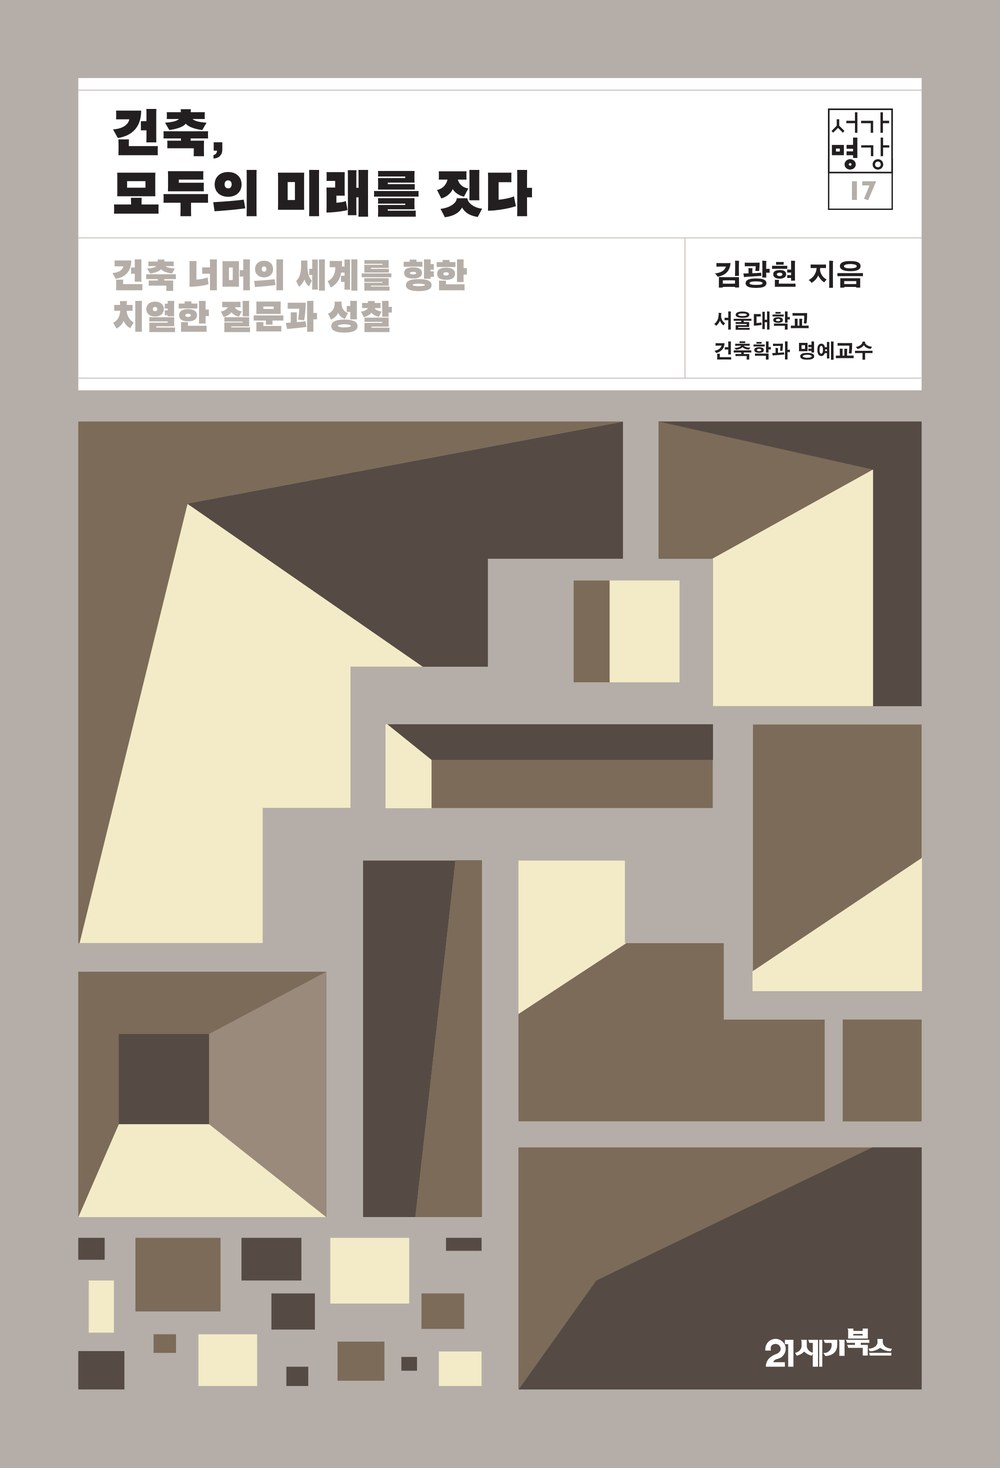 건축,
모두의 미래를 짓다
서가
명강
17
건축 너머의 세계를 향한
치열한 질문과 성찰
김광현 지음
서울대학교
건축학과 명예교수
21세기북스